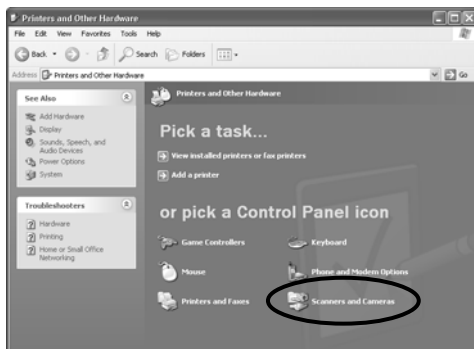 Printers and Other Hardware
File Edit View Favorites Tools Help
Back Search Folders
Address Printers and Other Hardware Go
See Also
Add Hardware
Display
Sounds, Speech, and
Audio Devices
Power Options
System
Troubleshooters
Hardware
Printing
Home or Small Office
Networking
Printers and Other Hardware
Pick a task...
View installed printers or fax printers
Add a printer
or pick a Control Panel icon
Game Controllers Keyboard
Mouse Phone and Modem Options
Printers and Faxes Scanners and Cameras